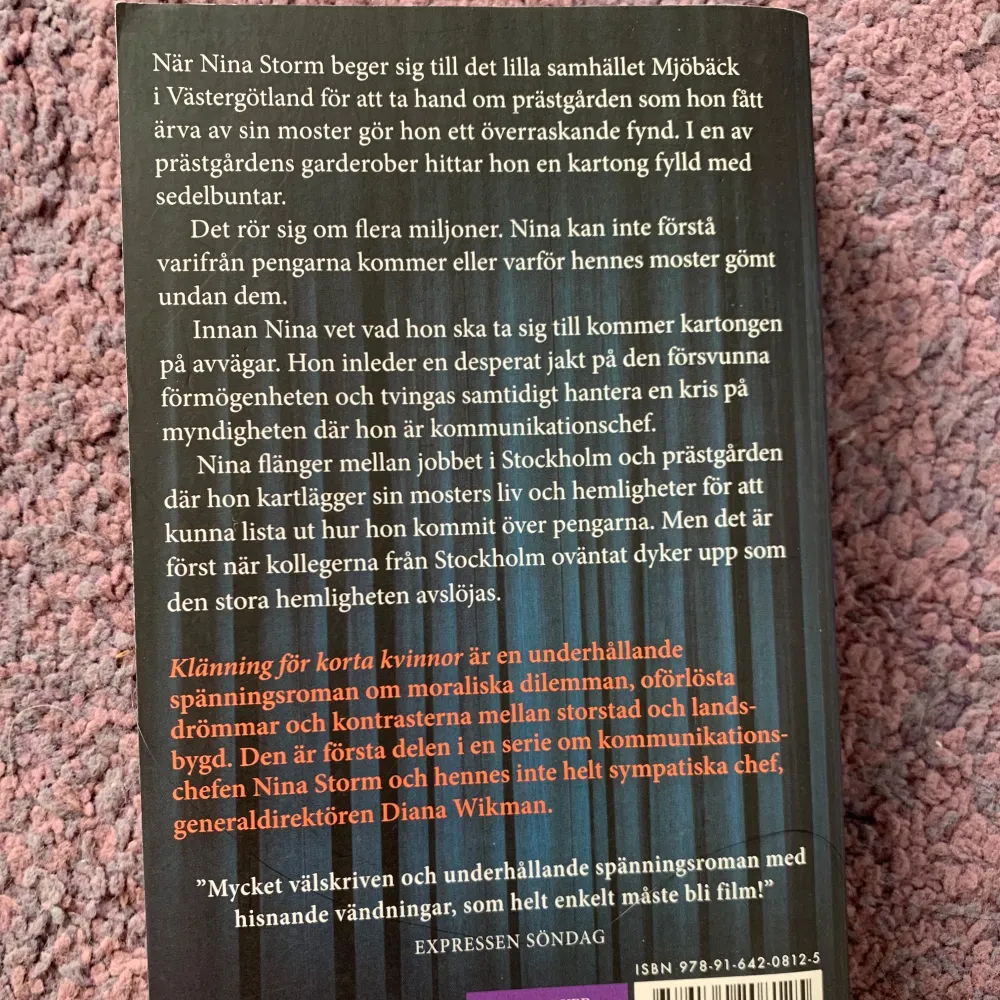 När Nina Storm beger sig till det lilla samhället Mjöbäck
i Västergötland för att ta hand om prästgården som hon fått
ärva av sin moster gör hon ett överraskande fynd. I en av
prästgårdens garderober hittar hon en kartong fylld med
sedelbuntar.
Det rör sig om flera miljoner. Nina kan inte förstå
varifrån pengarna kommer eller varför hennes moster gömt
undan dem.
Innan Nina vet vad hon ska ta sig till kommer kartongen
på avvägar. Hon inleder en desperat jakt på den försvunna
förmögenheten och tvingas samtidigt hantera en kris på
myndigheten där hon är kommunikationschef.
Nina flänger mellan jobbet i Stockholm och prästgården
där hon kartlägger sin mosters liv och hemligheter för att
kunna lista ut hur hon kommit över pengarna. Men det är
först när kollegerna från Stockholm oväntat dyker upp som
den stora hemligheten avslöjas.
Klänning för korta kvinnor är en underhållande
spänningsroman om moraliska dilemman, oförlösta
drömmar och kontrasterna mellan storstad och lands-
bygd. Den är första delen i en serie om kommunikations-
chefen Nina Storm och hennes inte helt sympatiska chef,
generaldirektören Diana Wikman.
”Mycket välskriven och underhållande spänningsroman med
hisnande vändningar, som helt enkelt måste bli film!”
EXPRESSEN SÖNDAG
ISBN 978-91-642-0812-5